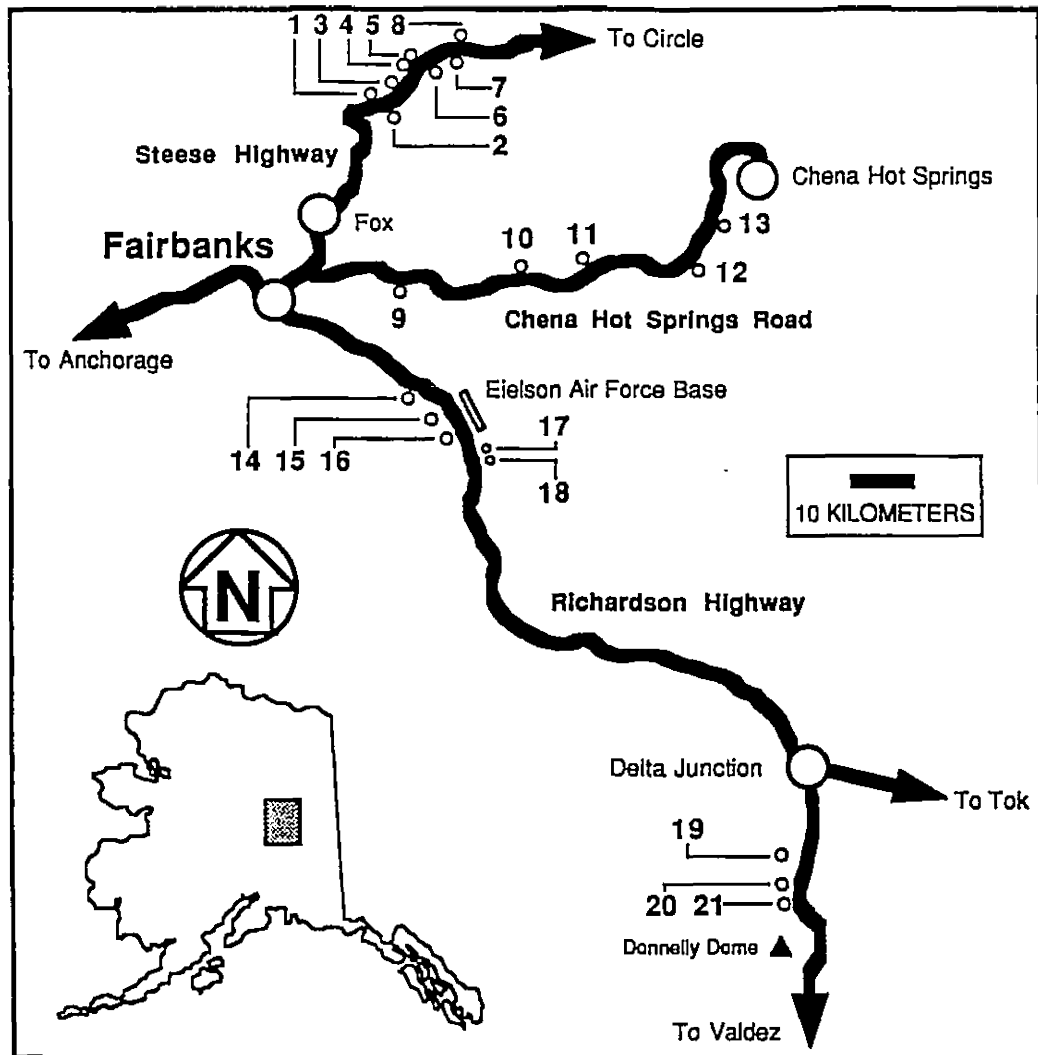 1 3 4 5 8
To Circle
7
6
2
Steese Highway
Chena Hot Springs
Fox
13
Fairbanks
10
11
12
9
Chena Hot Springs Road
To Anchorage
Eielson Air Force Base
17
14 15 16
18
10 KILOMETERS
N
Richardson Highway
Delta Junction
To Tok
19
20 21
Donnelly Dome
To Valdez